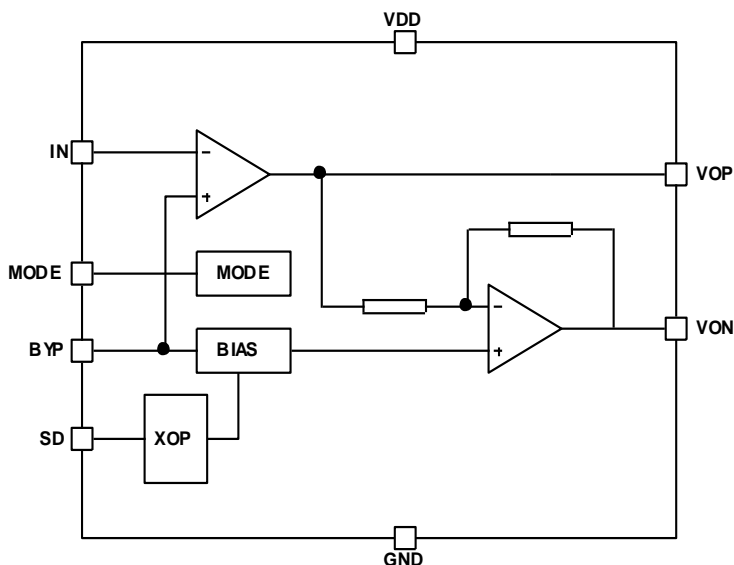 VDD
IN
VOP
MODE
MODE
BYP
BIAS
VON
SD
XOP
GND